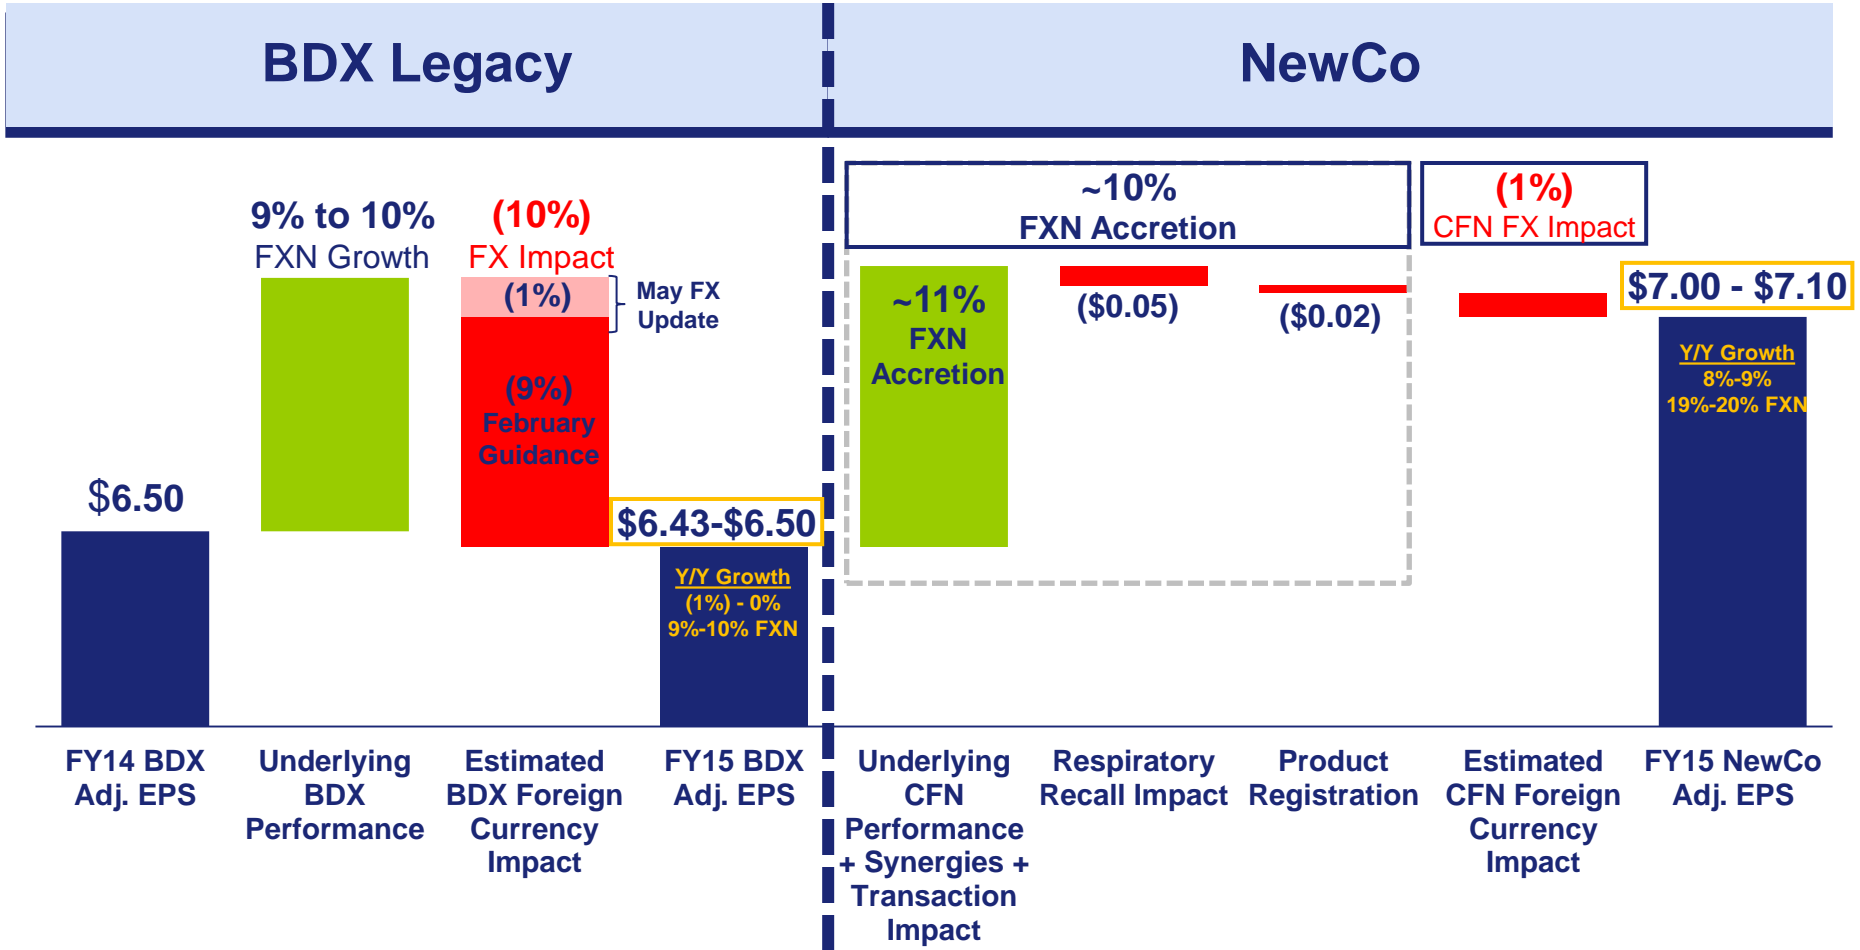 BDX Legacy
NewCo
9% to 10%
FXN Growth
(10%)
FX Impact
(1%)
May FX
Update
(9%)
February
Guidance
$6.50
$6.43-$6.50
Y/Y Growth
(1%) - 0%
9%-10% FXN
~10%
FXN Accretion
(1%)
CFN FX Impact
~11%
FXN
Accretion
($0.05)
($0.02)
$7.00 - $7.10
Y/Y Growth
8%-9%
19%-20% FXN
FY14 BDX
Adj. EPS
Underlying
BDX
Performance
Estimated
BDX Foreign
Currency
Impact
FY15 BDX
Adj. EPS
Underlying
CFN
Performance
+ Synergies +
Transaction
Impact
Respiratory
Recall Impact
Product
Registration
Estimated
CFN Foreign
Currency
Impact
FY15 NewCo
Adj. EPS